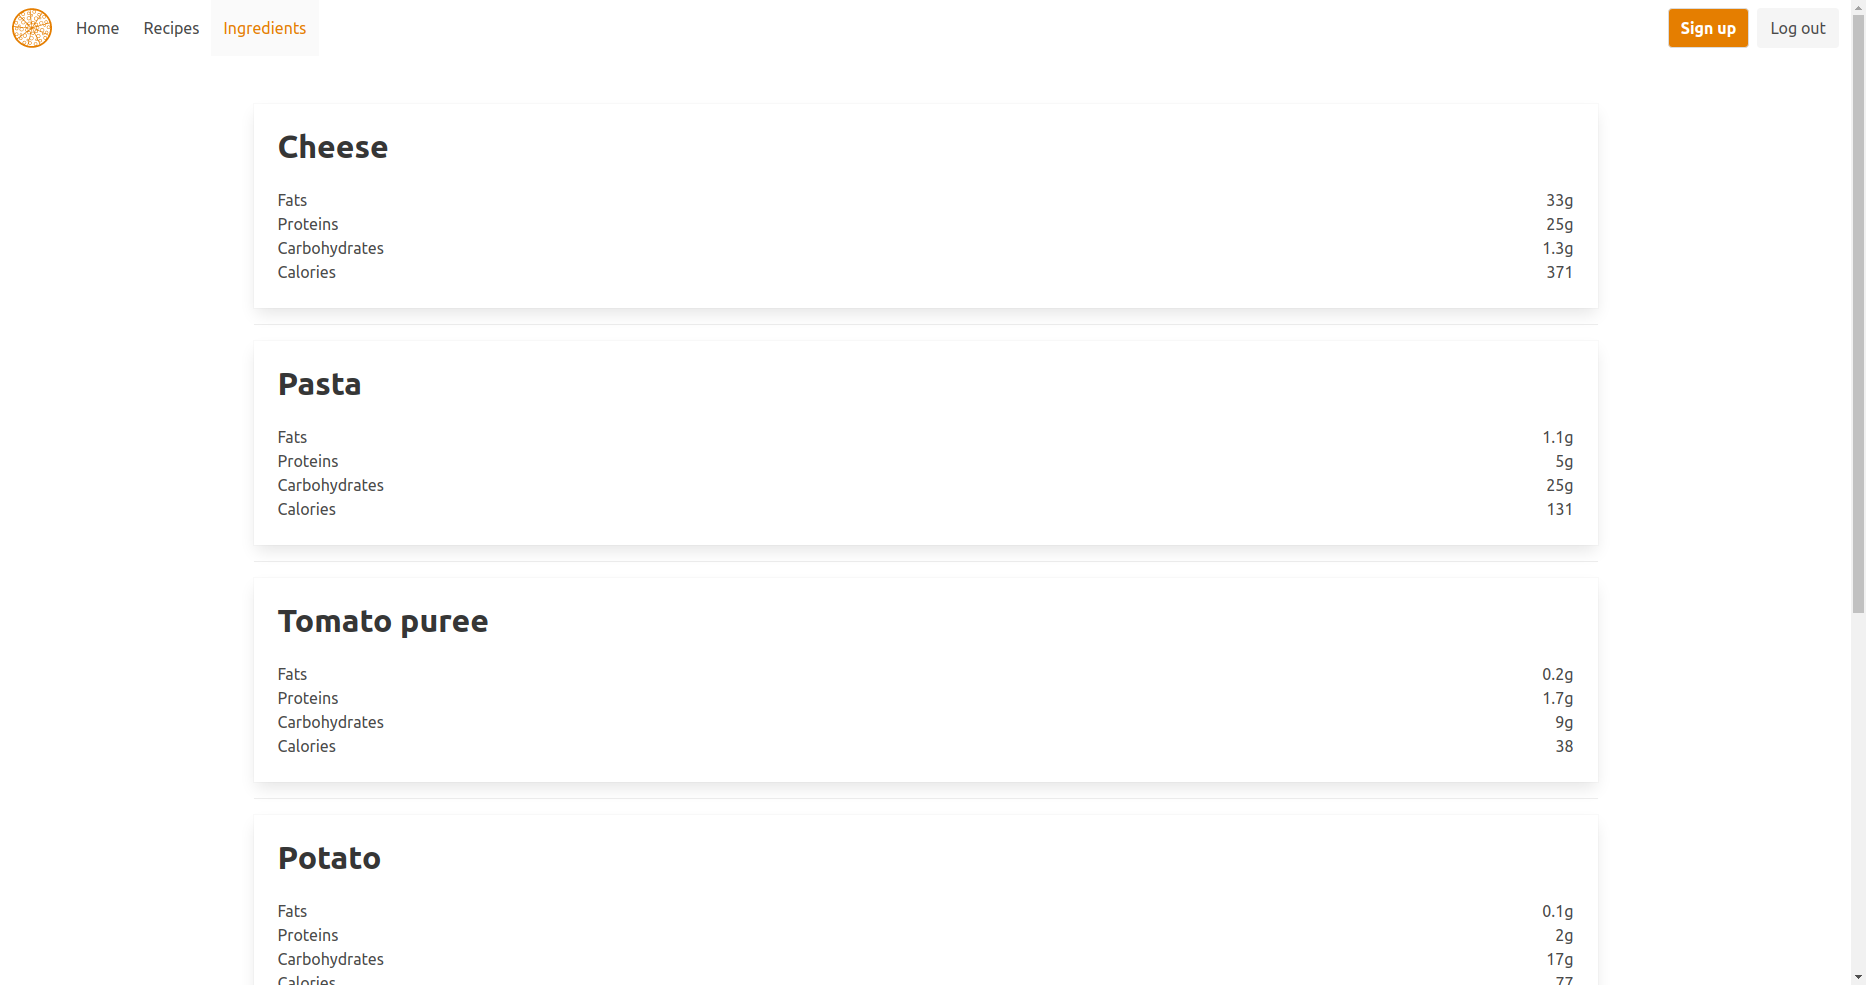 Home Recipes Ingredients Sign up Log out
Cheese
Fats 33g
Proteins 25g
Carbohydrates 1.3g
Calories 371
Pasta
Fats 1.1g
Proteins 5g
Carbohydrates 25g
Calories 131
Tomato puree
Fats 0.2g
Proteins 1.7g
Carbohydrates 9g
Calories 38
Potato
Fats 0.1g
Proteins 2g
Carbohydrates 17g
Calories 77